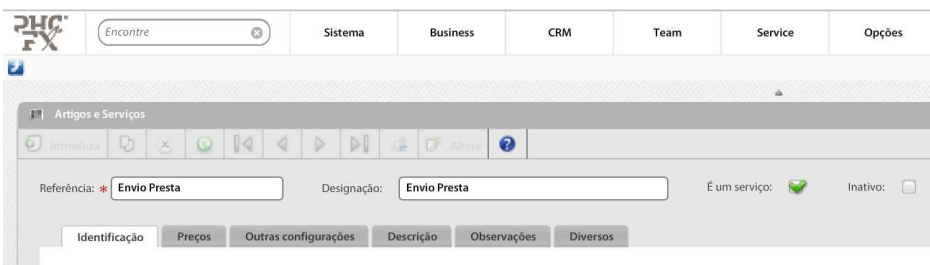 PHC FX
Encontre Sistema Business CRM Team Service Opções
Artigos e Serviços
Introduza Altere ?
Referência: * Envio Presta Designação: Envio Presta É um serviço: Inativo:
Identificação Preços Outras configurações Descrição Observações Diversos